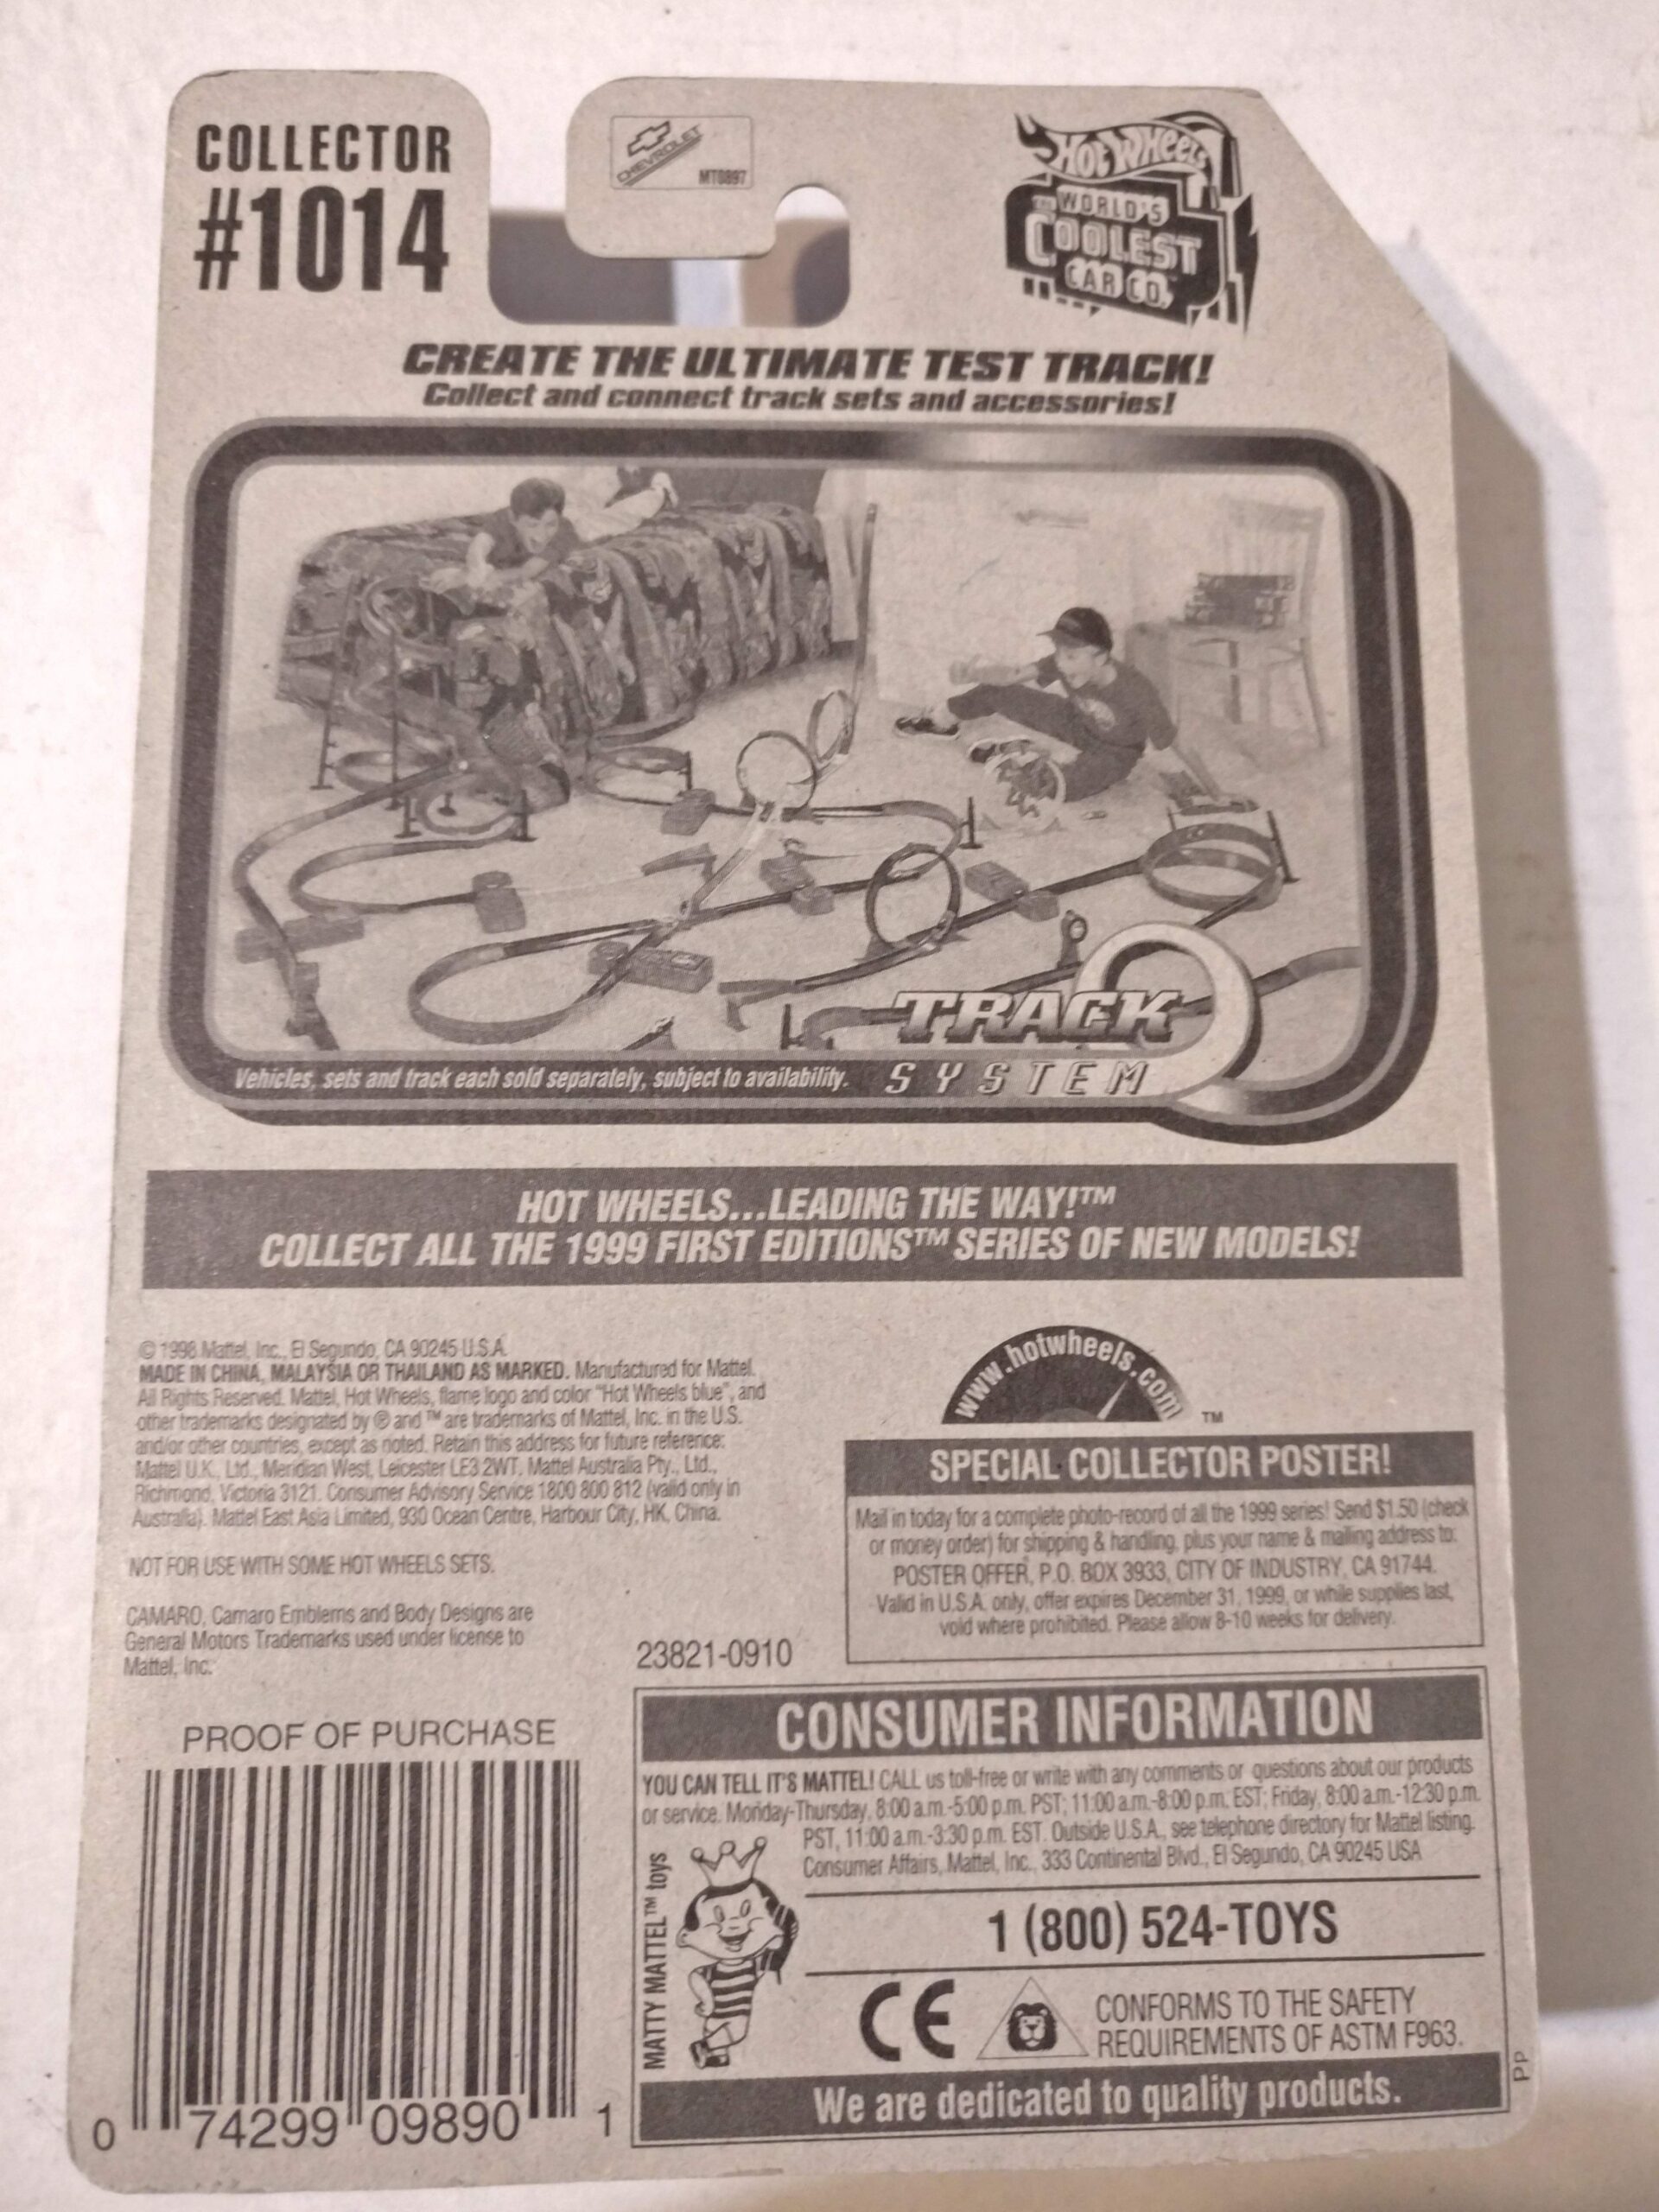 COLLECTOR
#1014
CHEVROLET
MT0897
HOT WHEELS
THE WORLD'S
COOLEST
CAR CO.™
CREATE THE ULTIMATE TEST TRACK!
Collect and connect track sets and accessories!
TRACK
SYSTEM
Vehicles, sets and track each sold separately, subject to availability.
HOT WHEELS...LEADING THE WAY!™
COLLECT ALL THE 1999 FIRST EDITIONS™ SERIES OF NEW MODELS!
© 1998 Mattel, Inc., El Segundo, CA 90245 U.S.A.
MADE IN CHINA, MALAYSIA OR THAILAND AS MARKED. Manufactured for Mattel.
All Rights Reserved. Mattel, Hot Wheels, flame logo and color "Hot Wheels blue", and
other trademarks designated by ® and ™ are trademarks of Mattel, Inc. in the U.S.
and/or other countries, except as noted. Retain this address for future reference:
Mattel U.K., Ltd., Meridian West, Leicester LE3 2WT. Mattel Australia Pty., Ltd.,
Richmond, Victoria 3121. Consumer Advisory Service 1800 800 812 (valid only in
Australia). Mattel East Asia Limited, 930 Ocean Centre, Harbour City, HK, China.
NOT FOR USE WITH SOME HOT WHEELS SETS.
CAMARO, Camaro Emblems and Body Designs are
General Motors Trademarks used under license to
Mattel, Inc.
23821-0910
www.hotwheels.com
™
SPECIAL COLLECTOR POSTER!
Mail in today for a complete photo-record of all the 1999 series! Send $1.50 (check
or money order) for shipping & handling, plus your name & mailing address to:
POSTER OFFER, P.O. BOX 3933, CITY OF INDUSTRY, CA 91744.
Valid in U.S.A. only, offer expires December 31, 1999, or while supplies last,
void where prohibited. Please allow 8-10 weeks for delivery.
PROOF OF PURCHASE
0 74299 09890 1
CONSUMER INFORMATION
YOU CAN TELL IT'S MATTEL! CALL us toll-free or write with any comments or questions about our products
or service. Monday-Thursday, 8:00 a.m.-5:00 p.m. PST; 11:00 a.m.-8:00 p.m. EST; Friday, 8:00 a.m.-12:30 p.m.
PST, 11:00 a.m.-3:30 p.m. EST. Outside U.S.A., see telephone directory for Mattel listing.
Consumer Affairs, Mattel, Inc., 333 Continental Blvd., El Segundo, CA 90245 USA
MATTY MATTEL™ toys
1 (800) 524-TOYS
CE
CONFORMS TO THE SAFETY
REQUIREMENTS OF ASTM F963.
We are dedicated to quality products.
PP